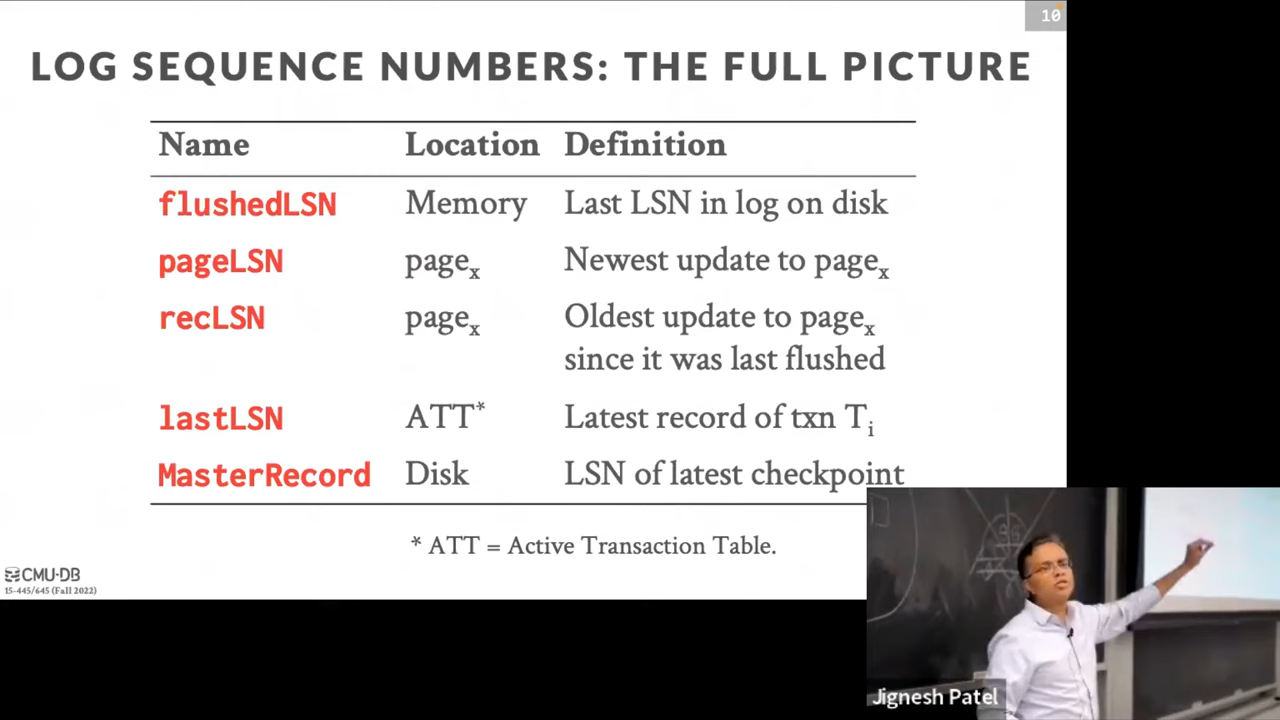 10
LOG SEQUENCE NUMBERS: THE FULL PICTURE
Name Location Definition
flushedLSN Memory Last LSN in log on disk
pageLSN pagex Newest update to pagex
recLSN pagex Oldest update to pagex
since it was last flushed
lastLSN ATT* Latest record of txn Ti
MasterRecord Disk LSN of latest checkpoint
* ATT = Active Transaction Table.
CMU·DB
15-445/645 (Fall 2022)
Jignesh Patel